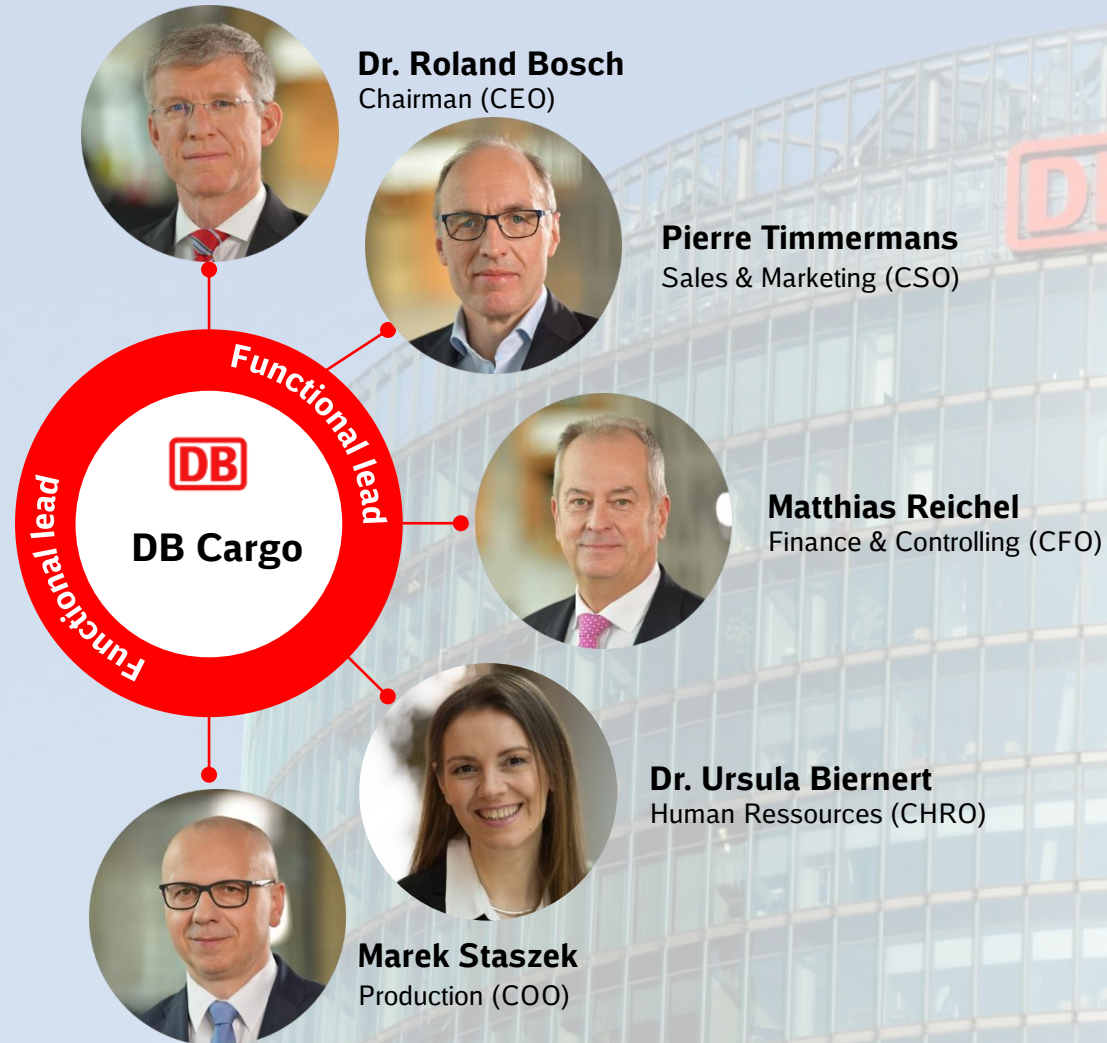 Dr. Roland Bosch
Chairman (CEO)
Pierre Timmermans
Sales & Marketing (CSO)
Functional lead
Functional lead
DB
DB Cargo
Matthias Reichel
Finance & Controlling (CFO)
Dr. Ursula Biernert
Human Ressources (CHRO)
Marek Staszek
Production (COO)